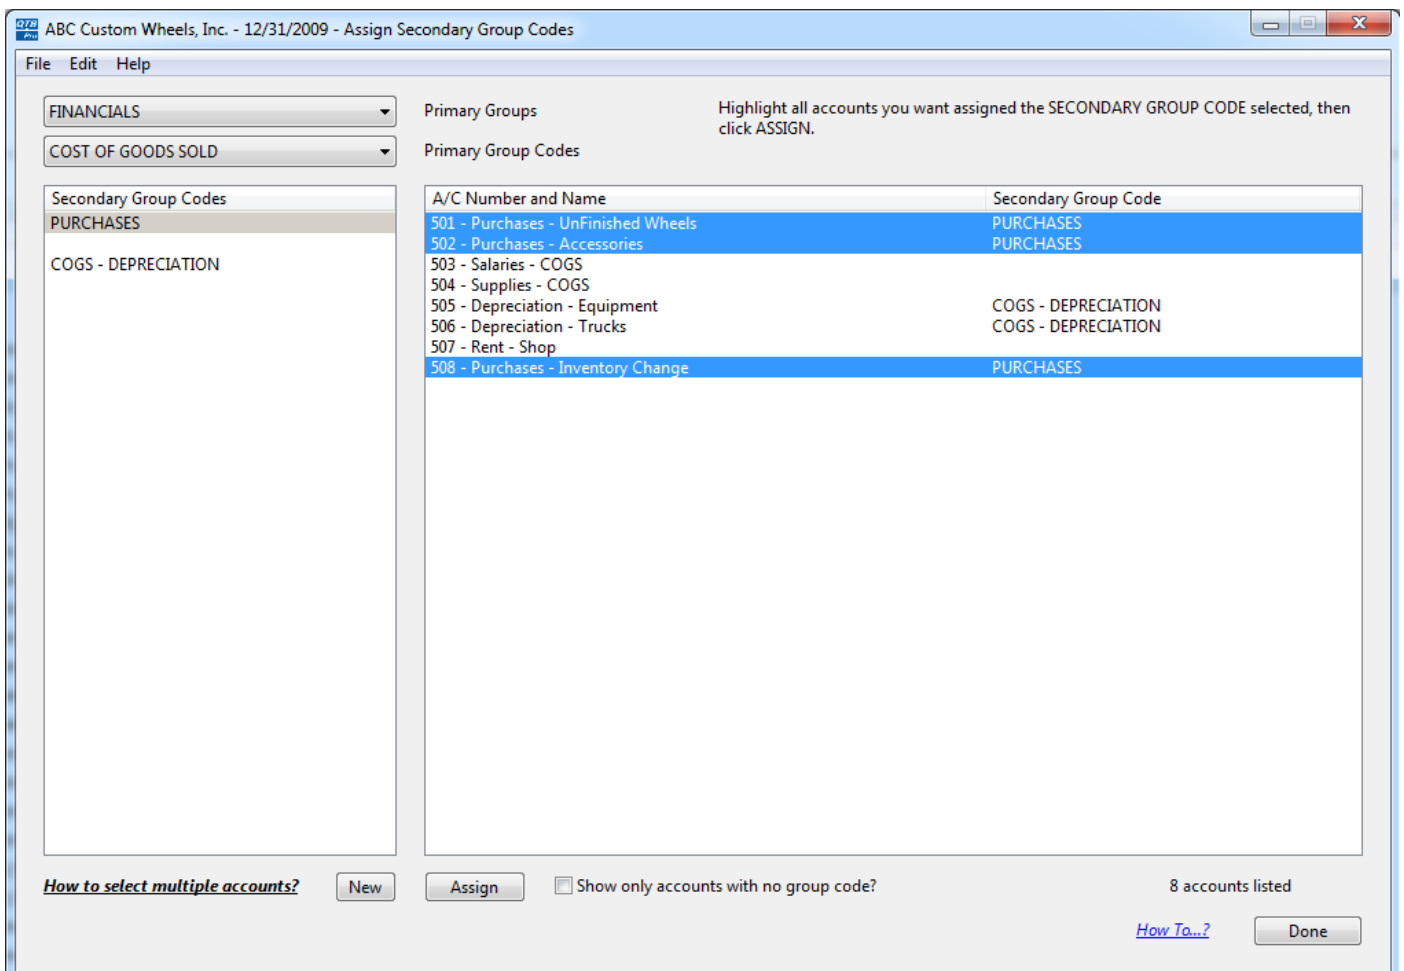 QTB Pro ABC Custom Wheels, Inc. - 12/31/2009 - Assign Secondary Group Codes
File Edit Help
FINANCIALS Primary Groups Highlight all accounts you want assigned the SECONDARY GROUP CODE selected, then
click ASSIGN.
COST OF GOODS SOLD Primary Group Codes
Secondary Group Codes A/C Number and Name Secondary Group Code
PURCHASES 501 - Purchases - UnFinished Wheels PURCHASES
502 - Purchases - Accessories PURCHASES
COGS - DEPRECIATION 503 - Salaries - COGS
504 - Supplies - COGS
505 - Depreciation - Equipment COGS - DEPRECIATION
506 - Depreciation - Trucks COGS - DEPRECIATION
507 - Rent - Shop
508 - Purchases - Inventory Change PURCHASES
How to select multiple accounts? New Assign Show only accounts with no group code? 8 accounts listed
How To...? Done